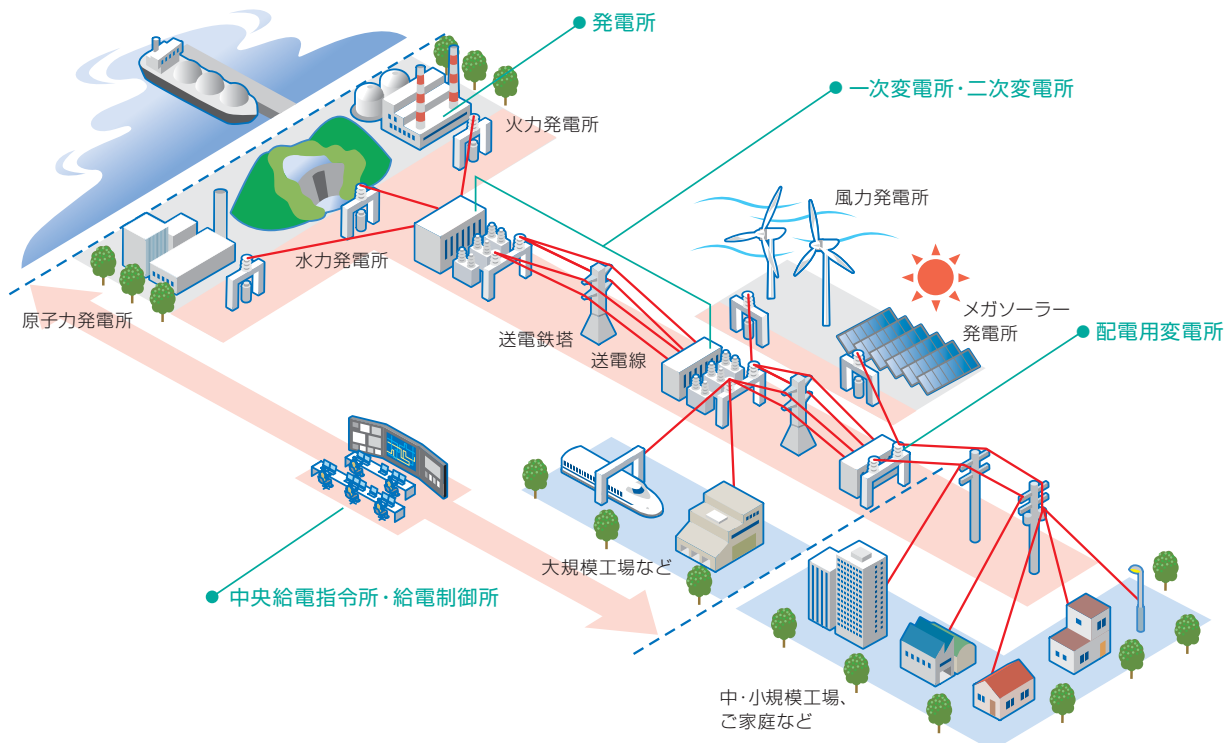 発電所
一次変電所・二次変電所
火力発電所
風力発電所
水力発電所
原子力発電所
メガソーラー
発電所
送電鉄塔
送電線
配電用変電所
大規模工場など
中央給電指令所・給電制御所
中・小規模工場、
ご家庭など